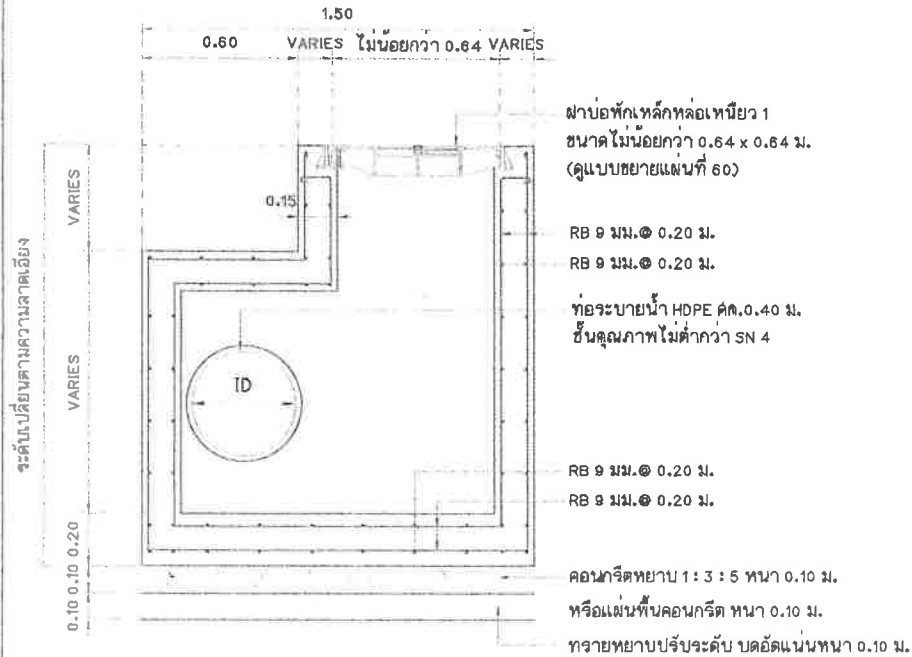 1.50
0.60 VARIES ไม่น้อยกว่า 0.64 VARIES
ฝาบ่อพักเหล็กหล่อเหนียว 1
ขนาดไม่น้อยกว่า 0.64 x 0.64 ม.
(ดูแบบขยายแผ่นที่ 60)
VARIES
0.15
RB 9 มม.@ 0.20 ม.
RB 9 มม.@ 0.20 ม.
ระดับเปลี่ยนตามความลาดเอียง
ท่อระบายน้ำ HDPE ศก.0.40 ม.
ชั้นคุณภาพไม่ต่ำกว่า SN 4
VARIES
ID
RB 9 มม.@ 0.20 ม.
RB 9 มม.@ 0.20 ม.
0.20
0.10
0.10
คอนกรีตหยาบ 1 : 3 : 5 หนา 0.10 ม.
หรือแผ่นพื้นคอนกรีต หนา 0.10 ม.
ทรายหยาบปรับระดับ บดอัดแน่นหนา 0.10 ม.